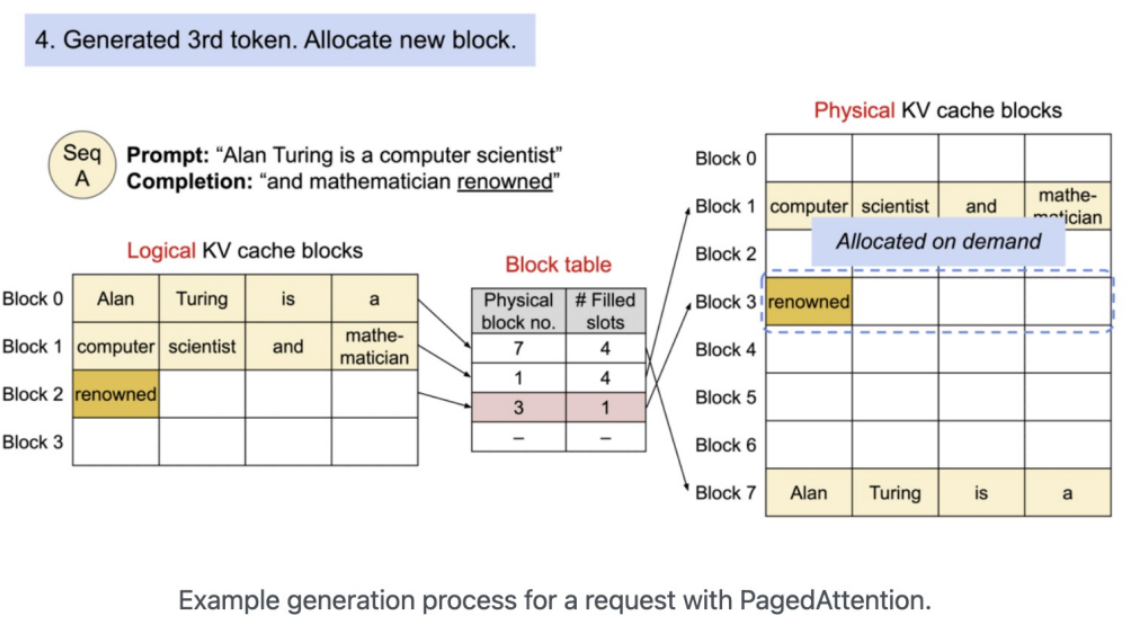 4. Generated 3rd token. Allocate new block.
Seq
A
Prompt: “Alan Turing is a computer scientist”
Completion: “and mathematician renowned”
Logical KV cache blocks
Block 0 Alan Turing is a
Block 1 computer scientist and mathe-
matician
Block 2 renowned
Block 3
Block table
Physical
block no. # Filled
slots
7 4
1 4
3 1
– –
Physical KV cache blocks
Block 0
Block 1 computer scientist and mathe-
matician
Block 2
Allocated on demand
Block 3 renowned
Block 4
Block 5
Block 6
Block 7 Alan Turing is a
Example generation process for a request with PagedAttention.